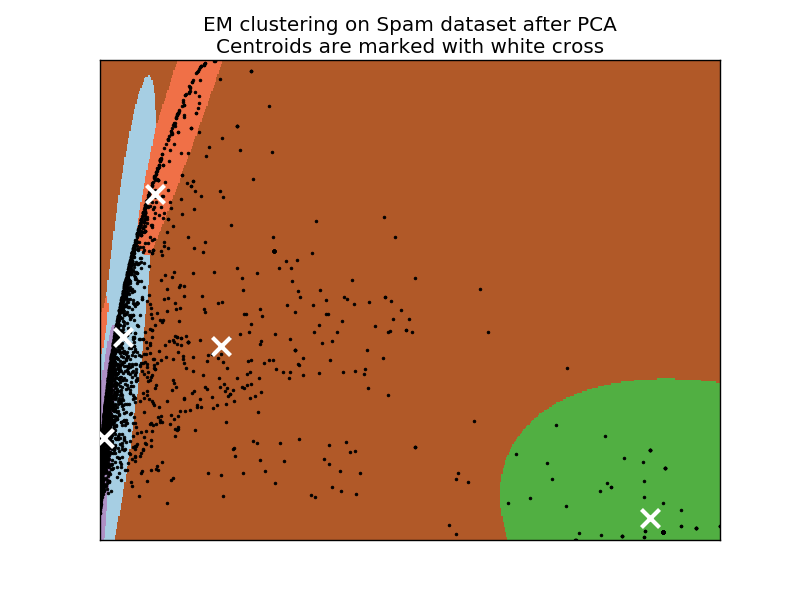 EM clustering on Spam dataset after PCA
Centroids are marked with white cross